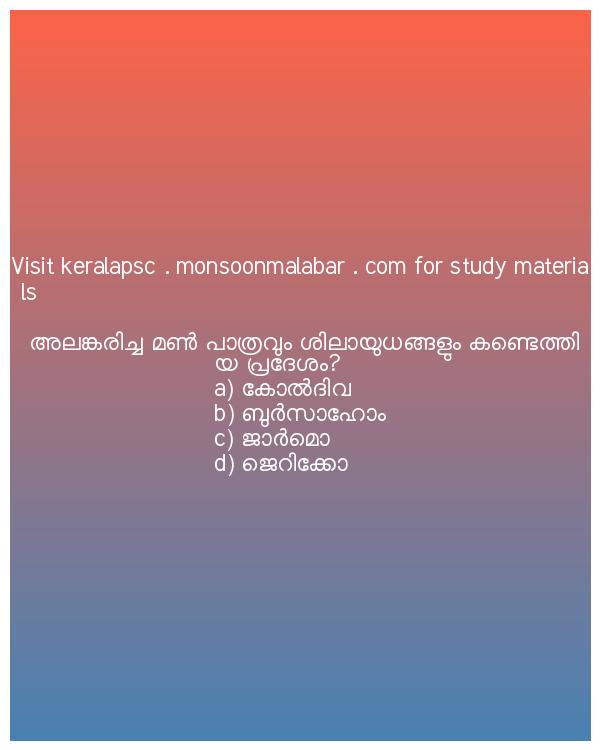 Visit keralapsc . monsoonmalabar . com for study materia
ls
അലങ്കരിച്ച മൺ പാത്രവും ശിലായുധങ്ങളും കണ്ടെത്തി
യ പ്രദേശം?
a) കോൽദിവ
b) ബുർസാഹോം
c) ജാർമൊ
d) ജെറിക്കോ